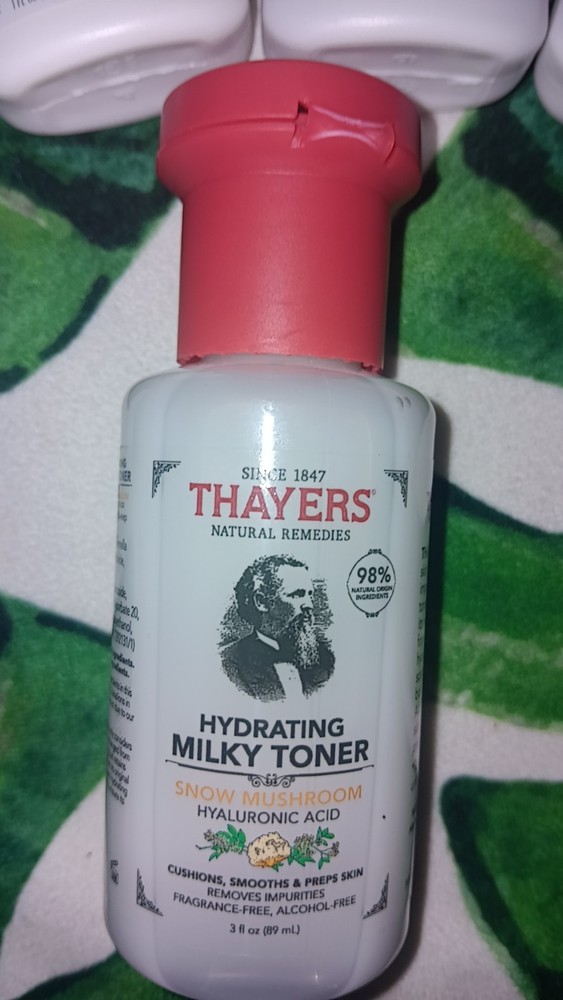 SINCE 1847
THAYERS®
NATURAL REMEDIES
98%
NATURAL ORIGIN
INGREDIENTS
HYDRATING
MILKY TONER
SNOW MUSHROOM
HYALURONIC ACID
CUSHIONS, SMOOTHS & PREPS SKIN
REMOVES IMPURITIES
FRAGRANCE-FREE, ALCOHOL-FREE
3 fl oz (89 mL)